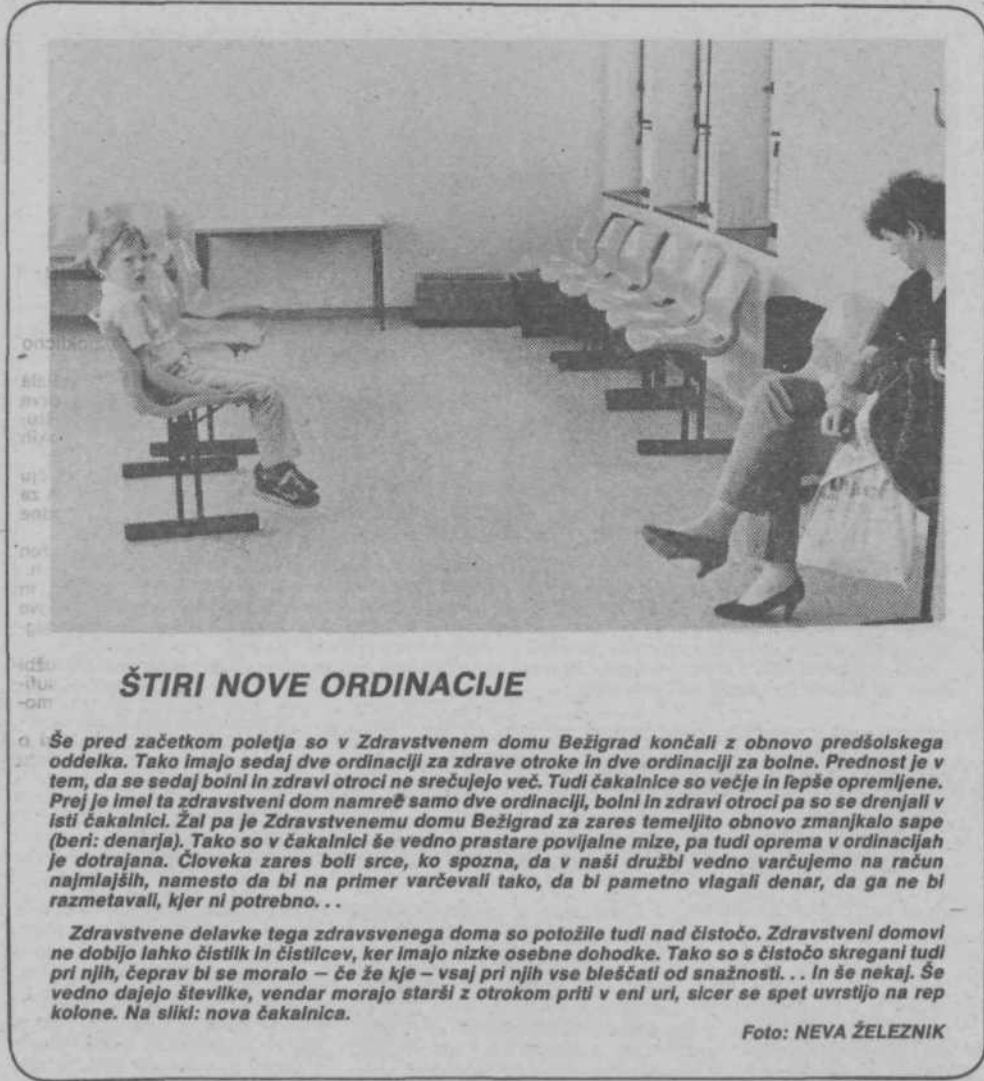 ŠTIRI NOVE ORDINACIJE
Še pred začetkom poletja so v Zdravstvenem domu Bežigrad končali z obnovo predšolskega
oddelka. Tako imajo sedaj dve ordinaciji za zdrave otroke in dve ordinaciji za bolne. Prednost je v
tem, da se sedaj bolni in zdravi otroci ne srečujejo več. Tudi čakalnice so večje in lepše opremljene.
Prej je imel ta zdravstveni dom namreč samo dve ordinaciji, bolni in zdravi otroci pa so se drenjali v
isti čakalnici. Žal pa je Zdravstvenemu domu Bežigrad za zares temeljito obnovo zmanjkalo sape
(beri: denarja). Tako so v čakalnici še vedno prastare povijalne mize, pa tudi oprema v ordinacijah
je dotrajana. Človeka zares boli srce, ko spozna, da v naši družbi vedno varčujemo na račun
najmlajših, namesto da bi na primer varčevali tako, da bi pametno vlagali denar, da ga ne bi
razmetavali, kjer ni potrebno...
Zdravstvene delavke tega zdravsvenega doma so potožile tudi nad čistočo. Zdravstveni domovi
ne dobijo lahko čistilk in čistilcev, ker imajo nizke osebne dohodke. Tako so s čistočo skregani tudi
pri njih, čeprav bi se moralo — če že kje — vsaj pri njih vse bleščati od snažnosti... In še nekaj. Še
vedno dajejo številke, vendar morajo starši z otrokom priti v eni uri, sicer se spet uvrstijo na rep
kolone. Na sliki: nova čakalnica.
Foto: NEVA ŽELEZNIK